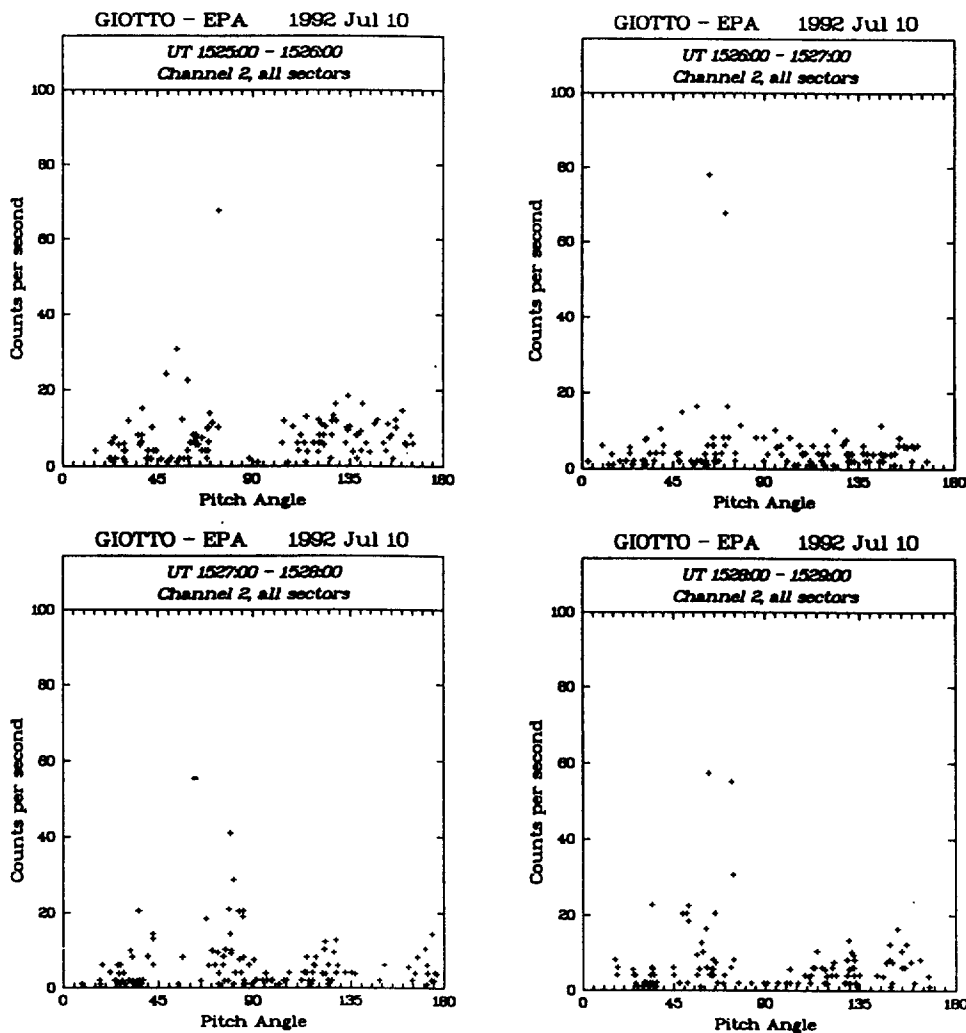 GIOTTO - EPA 1992 Jul 10
UT 1525:00 - 1526:00
Channel 2, all sectors
100
80
60
40
20
0
Counts per second
0 45 90 135 180
Pitch Angle
GIOTTO - EPA 1992 Jul 10
UT 1526:00 - 1527:00
Channel 2, all sectors
100
80
60
40
20
0
Counts per second
0 45 90 135 180
Pitch Angle
GIOTTO - EPA 1992 Jul 10
UT 1527:00 - 1528:00
Channel 2, all sectors
100
80
60
40
20
0
Counts per second
0 45 90 135 180
Pitch Angle
GIOTTO - EPA 1992 Jul 10
UT 1528:00 - 1529:00
Channel 2, all sectors
100
80
60
40
20
0
Counts per second
0 45 90 135 180
Pitch Angle